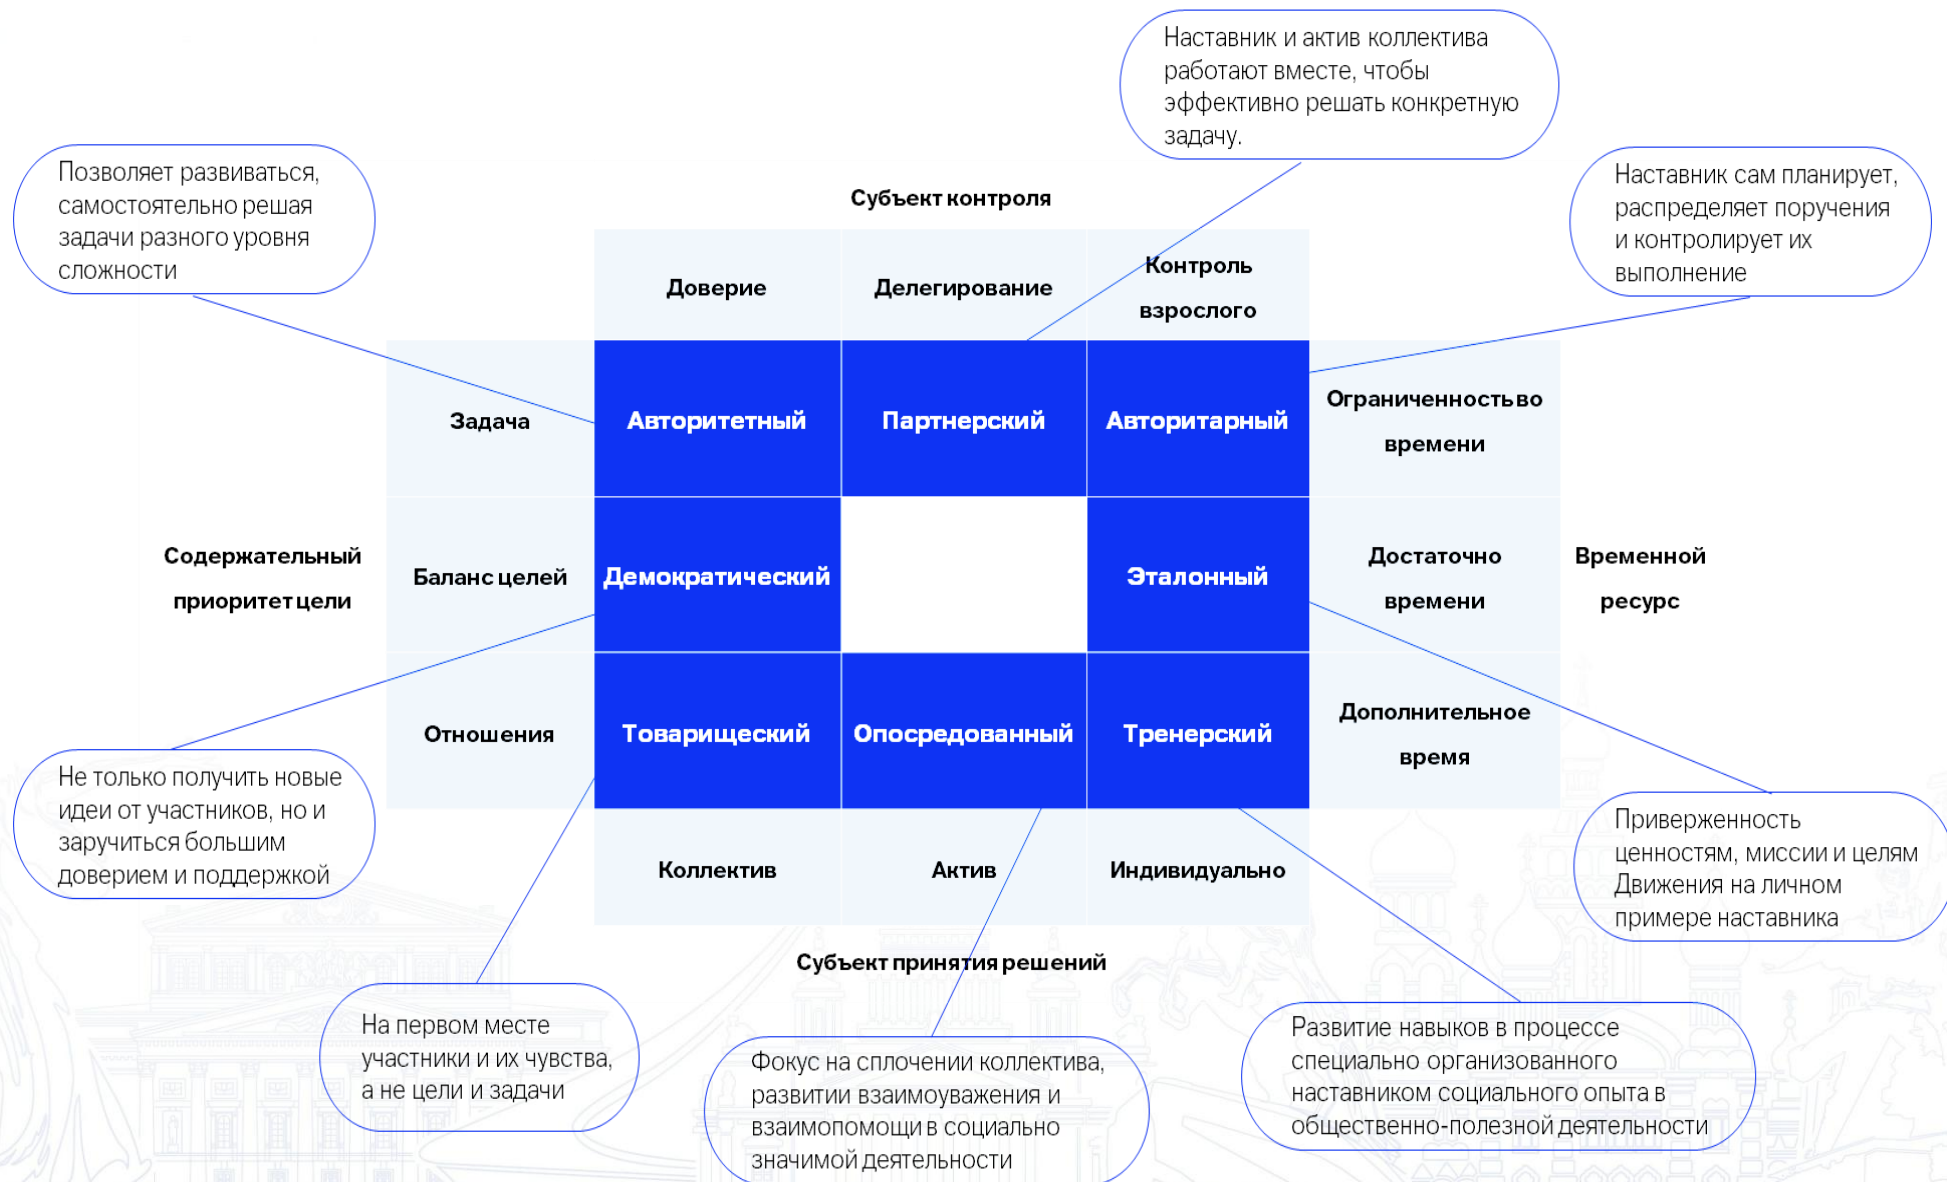 Наставник и актив коллектива
работают вместе, чтобы
эффективно решать конкретную
задачу.
Позволяет развиваться,
самостоятельно решая
задачи разного уровня
сложности
Наставник сам планирует,
распределяет поручения
и контролирует их
выполнение
Субъект контроля
Доверие
Делегирование
Контроль
взрослого
Задача
Авторитетный
Партнерский
Авторитарный
Ограниченность во
времени
Содержательный
приоритет цели
Баланс целей
Демократический
Эталонный
Достаточно
времени
Временной
ресурс
Отношения
Товарищеский
Опосредованный
Тренерский
Дополнительное
время
Не только получить новые
идеи от участников, но и
заручиться большим
доверием и поддержкой
Приверженность
ценностям, миссии и целям
Движения на личном
примере наставника
Коллектив
Актив
Индивидуально
Субъект принятия решений
На первом месте
участники и их чувства,
а не цели и задачи
Фокус на сплочении коллектива,
развитии взаимоуважения и
взаимопомощи в социально
значимой деятельности
Развитие навыков в процессе
специально организованного
наставником социального опыта в
общественно-полезной деятельности